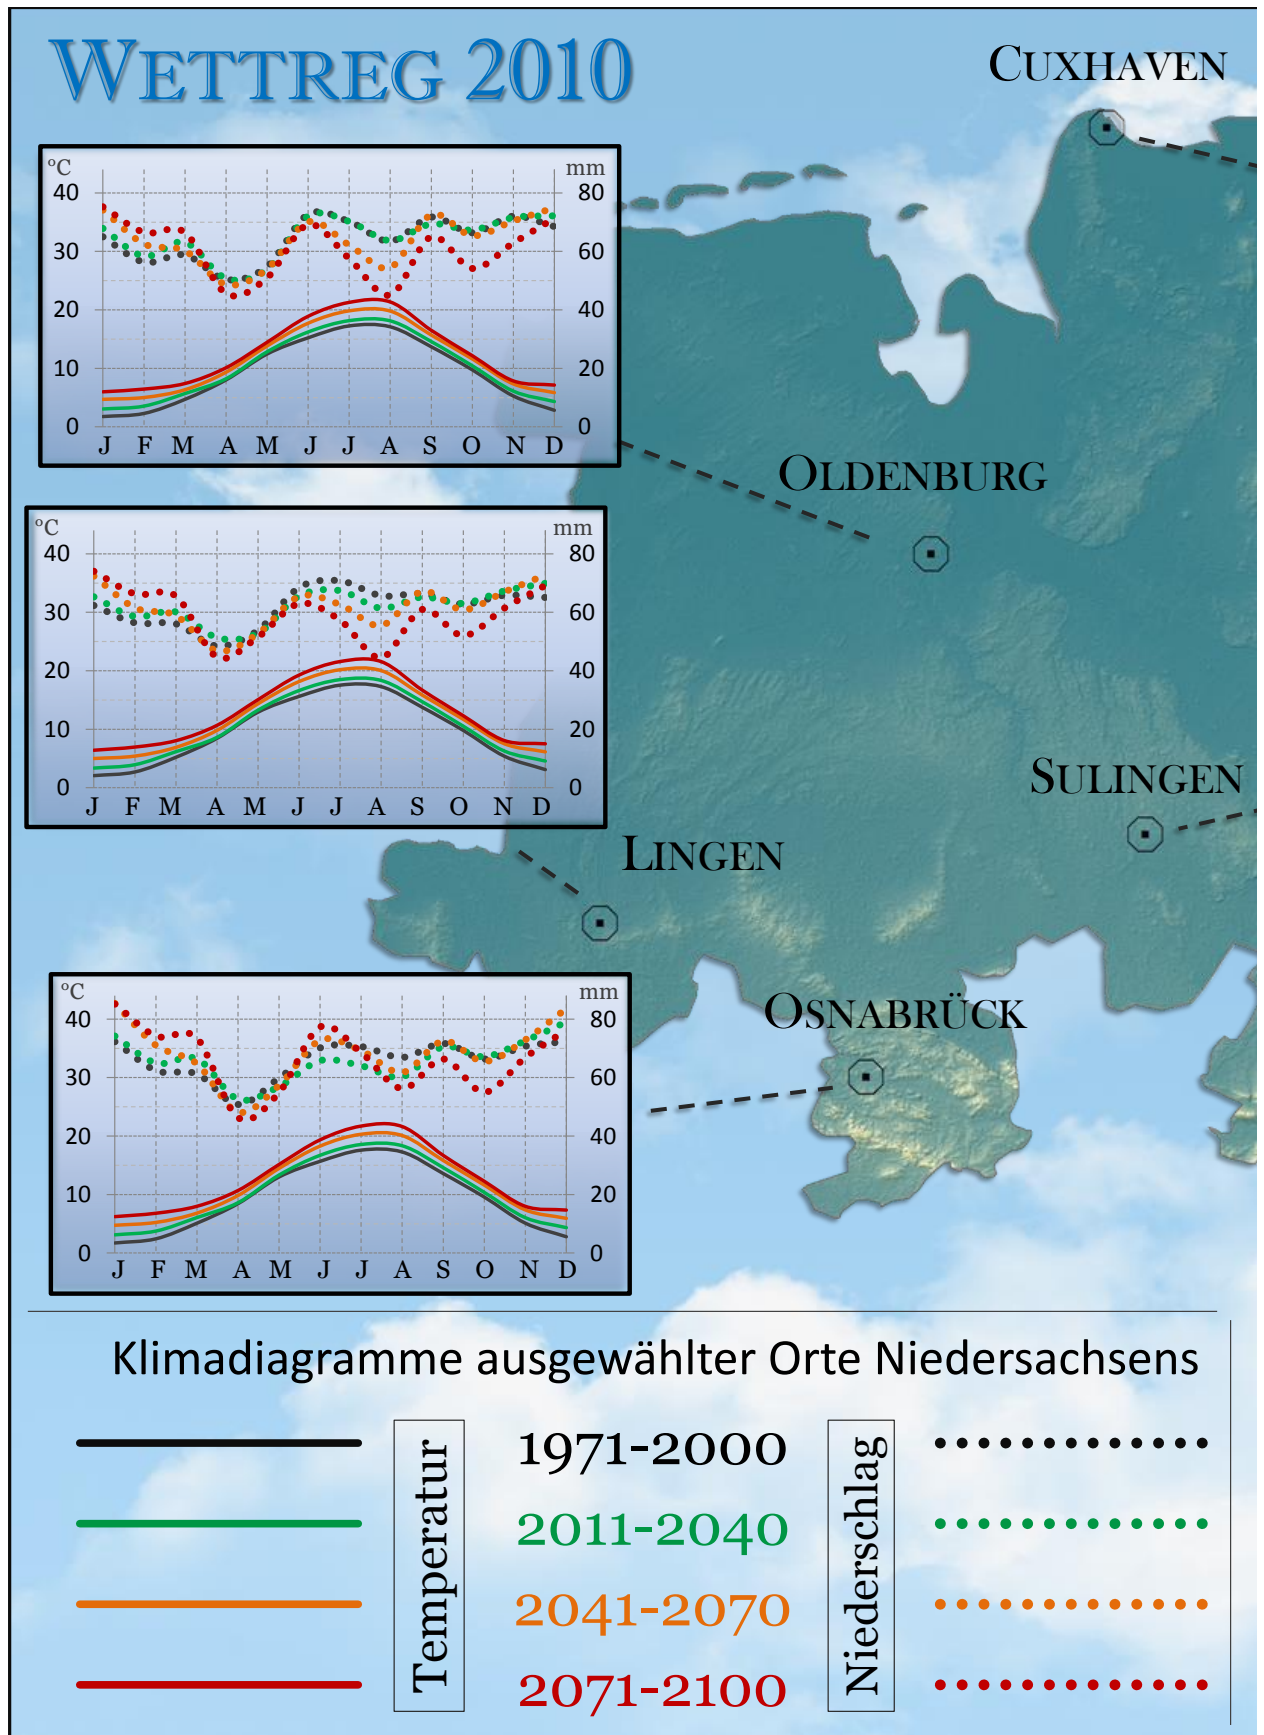 WETTREG 2010
CUXHAVEN
°C mm
40 80
30 60
20 40
10 20
0 0
J F M A M J J A S O N D
OLDENBURG
°C mm
40 80
30 60
20 40
10 20
0 0
J F M A M J J A S O N D
SULINGEN
LINGEN
°C mm
40 80
30 60
20 40
10 20
0 0
J F M A M J J A S O N D
OSNABRÜCK
Klimadiagramme ausgewählter Orte Niedersachsens
Temperatur
1971-2000
2011-2040
2041-2070
2071-2100
Niederschlag